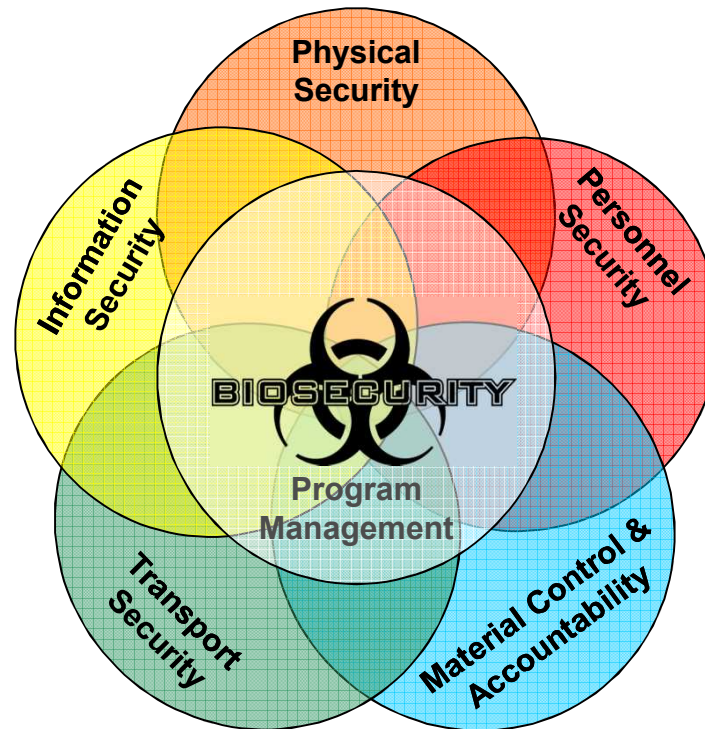 Physical
Security
Personnel
Security
Information
Security
BIOSECURITY
Program
Management
Transport
Security
Material Control &
Accountability